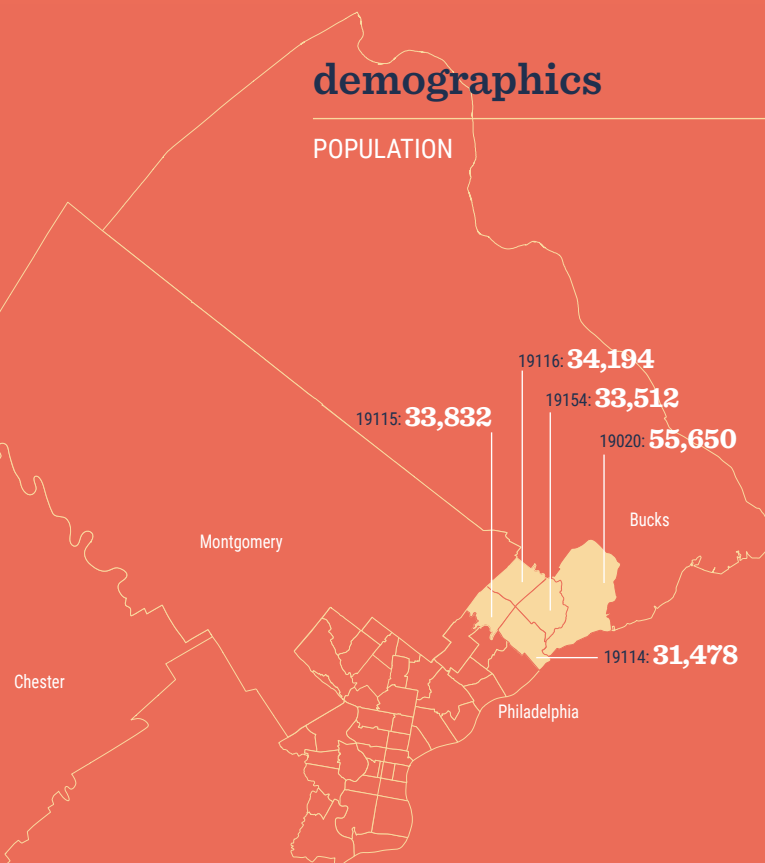 demographics
POPULATION
19116: 34,194
19154: 33,512
19115: 33,832
19020: 55,650
Bucks
Montgomery
19114: 31,478
Chester
Philadelphia